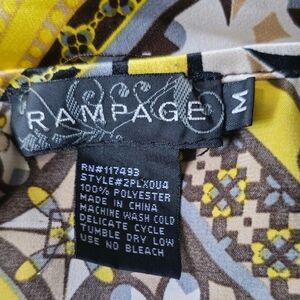 RAMPAGE
M
RN#117493
STYLE#2PLX0U4
100% POLYESTER
MADE IN CHINA
MACHINE WASH COLD
DELICATE CYCLE
TUMBLE DRY LOW
USE NO BLEACH